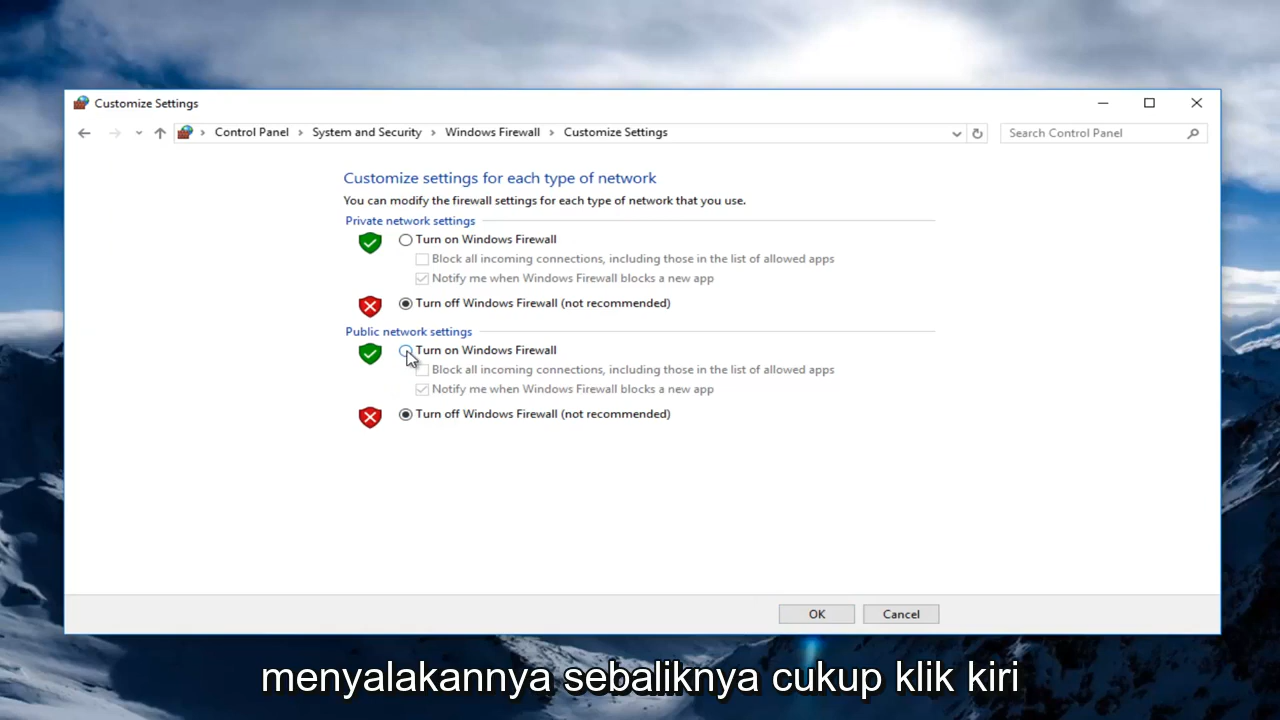 Customize Settings
Control Panel > System and Security > Windows Firewall > Customize Settings
Search Control Panel
Customize settings for each type of network
You can modify the firewall settings for each type of network that you use.
Private network settings
Turn on Windows Firewall
Block all incoming connections, including those in the list of allowed apps
Notify me when Windows Firewall blocks a new app
Turn off Windows Firewall (not recommended)
Public network settings
Turn on Windows Firewall
Block all incoming connections, including those in the list of allowed apps
Notify me when Windows Firewall blocks a new app
Turn off Windows Firewall (not recommended)
OK Cancel
menyalakannya sebaliknya cukup klik kiri